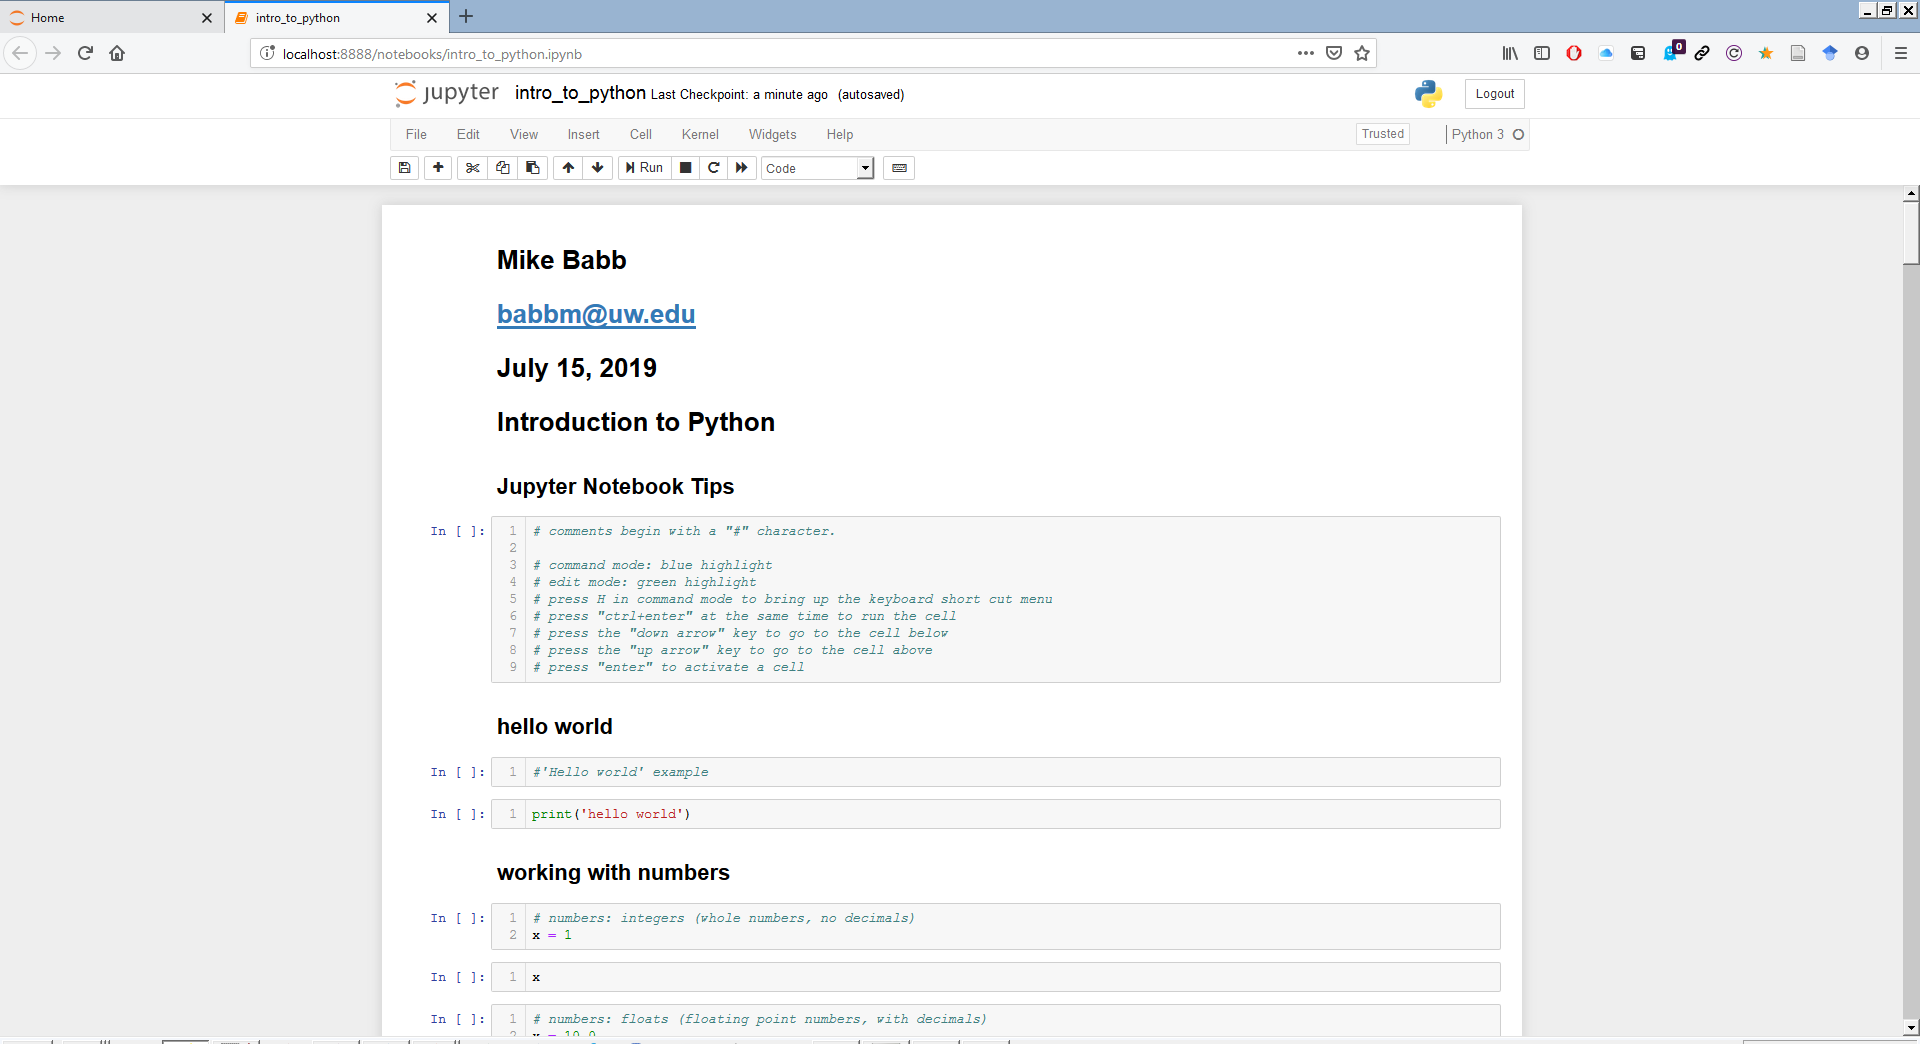 Home
intro_to_python
localhost:8888/notebooks/intro_to_python.ipynb
0
jupyter intro_to_python Last Checkpoint: a minute ago (autosaved)
Logout
File Edit View Insert Cell Kernel Widgets Help
Trusted
Python 3
Run
Code
Mike Babb
babbm@uw.edu
July 15, 2019
Introduction to Python
Jupyter Notebook Tips
In [ ]:
1 # comments begin with a "#" character.
2
3 # command mode: blue highlight
4 # edit mode: green highlight
5 # press H in command mode to bring up the keyboard short cut menu
6 # press "ctrl+enter" at the same time to run the cell
7 # press the "down arrow" key to go to the cell below
8 # press the "up arrow" key to go to the cell above
9 # press "enter" to activate a cell
hello world
In [ ]:
1 #'Hello world' example
In [ ]:
1 print('hello world')
working with numbers
In [ ]:
1 # numbers: integers (whole numbers, no decimals)
2 x = 1
In [ ]:
1 x
In [ ]:
1 # numbers: floats (floating point numbers, with decimals)
2 x = 10.0